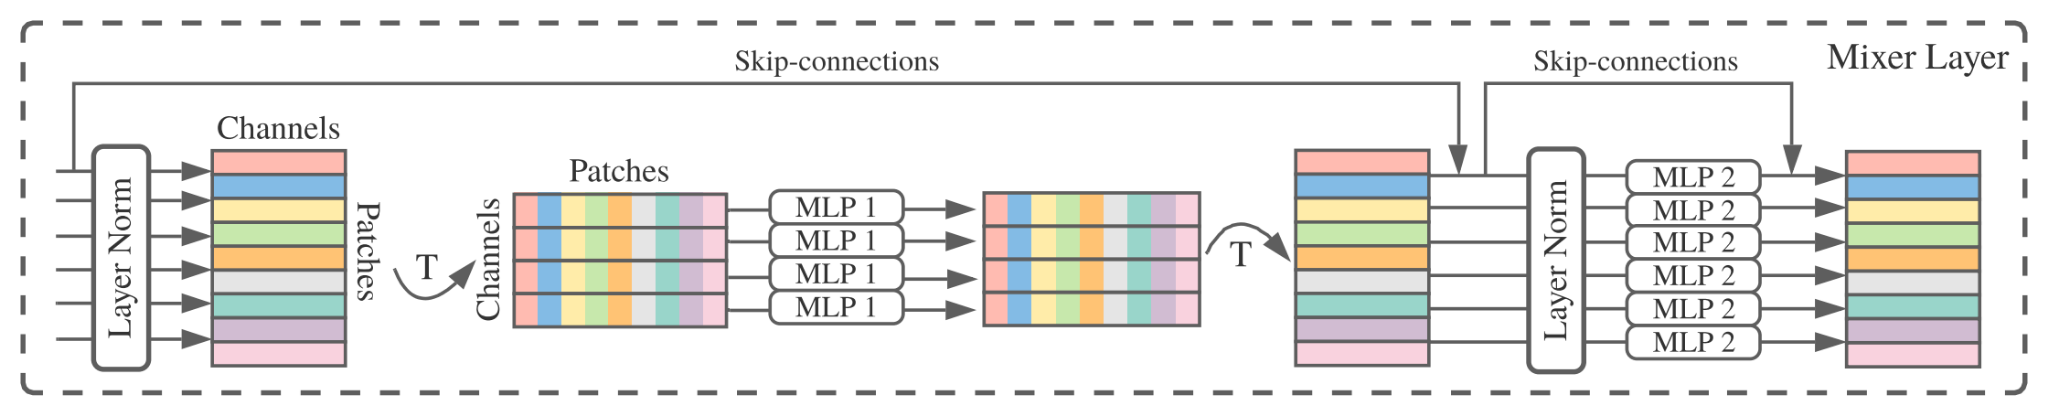 Skip-connections
Skip-connections
Mixer Layer
Layer Norm
Channels
Patches
T
Channels
Patches
MLP 1
MLP 1
MLP 1
MLP 1
T
Layer Norm
MLP 2
MLP 2
MLP 2
MLP 2
MLP 2
MLP 2